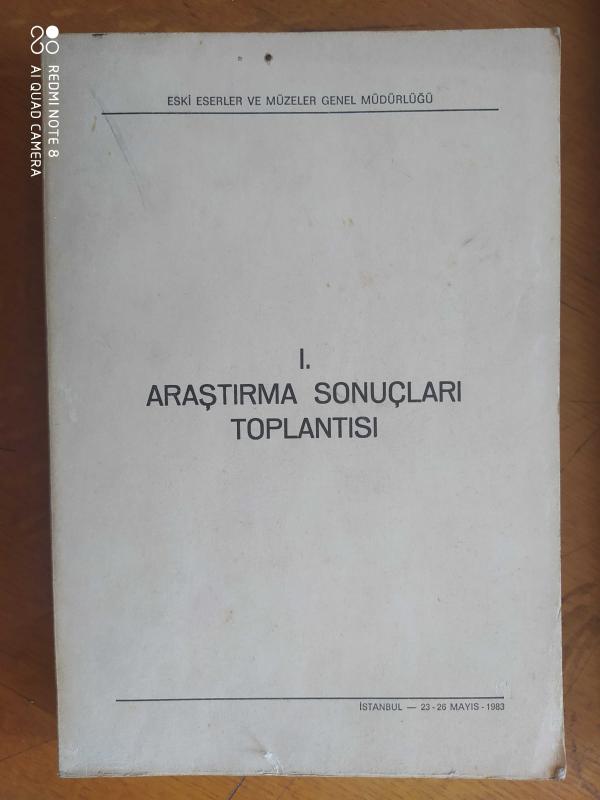 ESKİ ESERLER VE MÜZELER GENEL MÜDÜRLÜĞÜ
I.
ARAŞTIRMA SONUÇLARI
TOPLANTISI
İSTANBUL — 23 - 26 MAYIS - 1983
REDMI NOTE 8
AI QUAD CAMERA